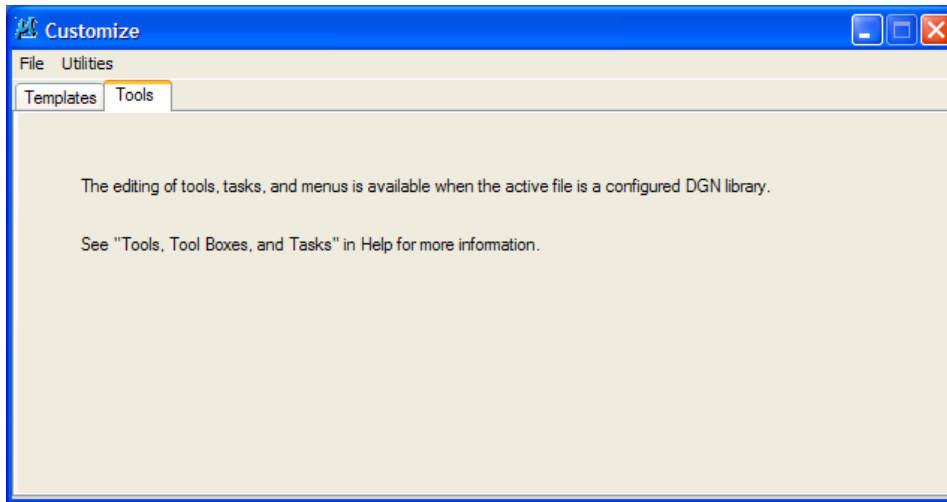 Customize
File Utilities
Templates Tools
The editing of tools, tasks, and menus is available when the active file is a configured DGN library.
See "Tools, Tool Boxes, and Tasks" in Help for more information.